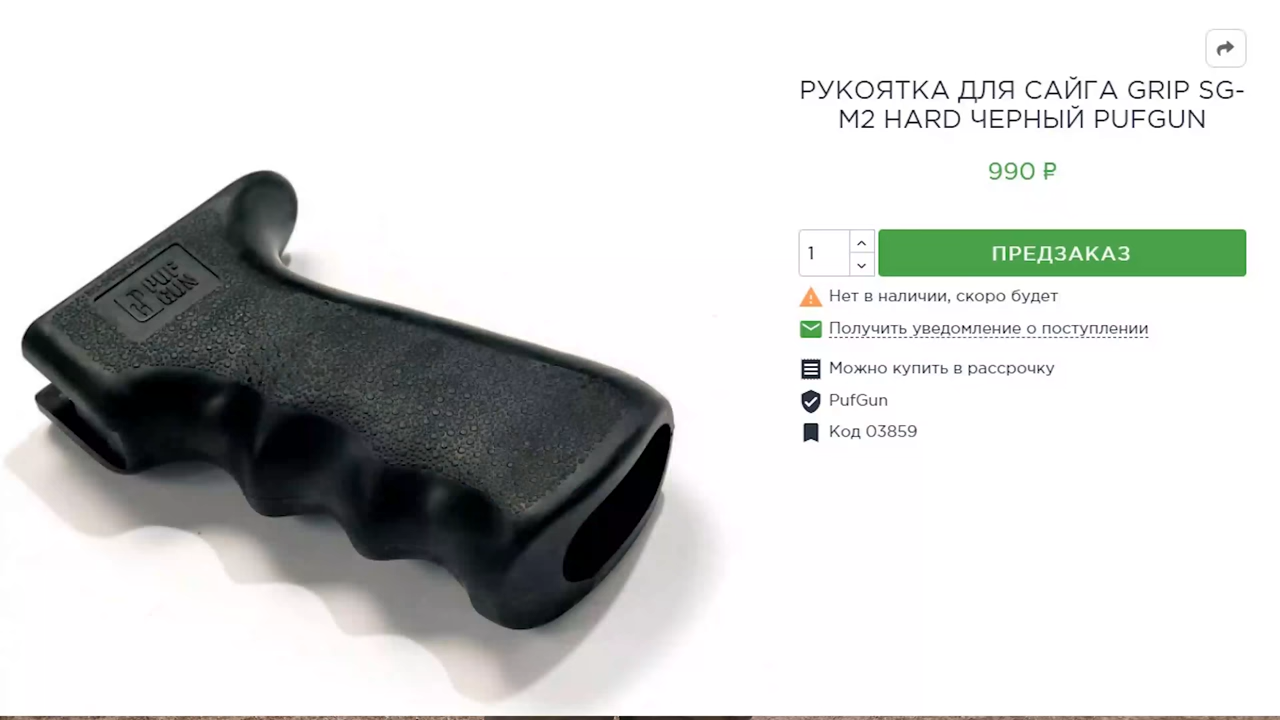 РУКОЯТКА ДЛЯ САЙГА GRIP SG-
M2 HARD ЧЕРНЫЙ PUFGUN
990 ₽
1
ПРЕДЗАКАЗ
Нет в наличии, скоро будет
Получить уведомление о поступлении
Можно купить в рассрочку
PufGun
Код 03859
PUF
GUN